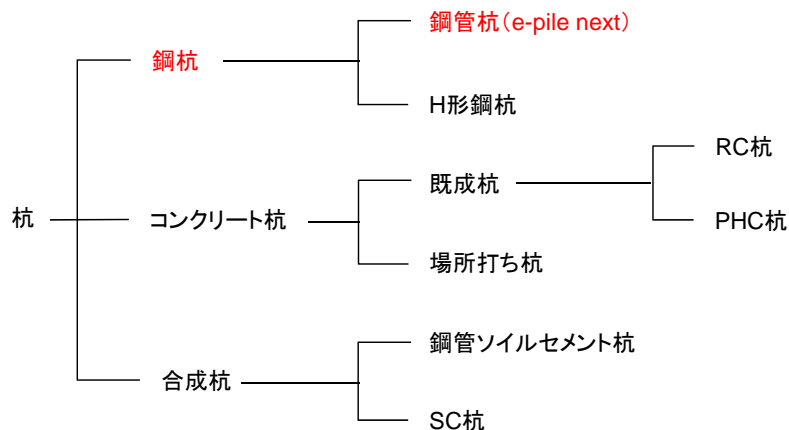 鋼管杭（e-pile next）
鋼杭
H形鋼杭
RC杭
既成杭
杭
コンクリート杭
PHC杭
場所打ち杭
鋼管ソイルセメント杭
合成杭
SC杭